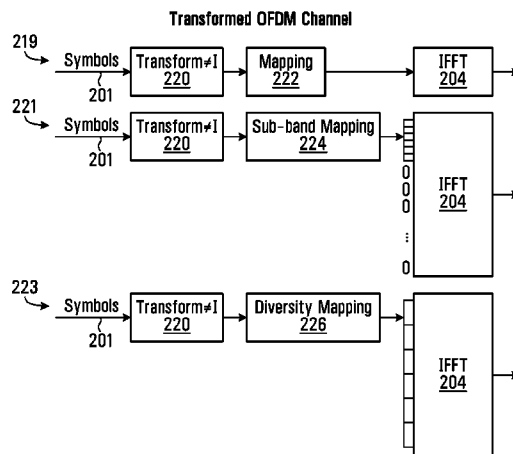 Transformed OFDM Channel
219
Symbols
201
Transform≠I
220
Mapping
222
IFFT
204
221
Symbols
201
Transform≠I
220
Sub-band Mapping
224
0
0
0
...
0
IFFT
204
223
Symbols
201
Transform≠I
220
Diversity Mapping
226
IFFT
204